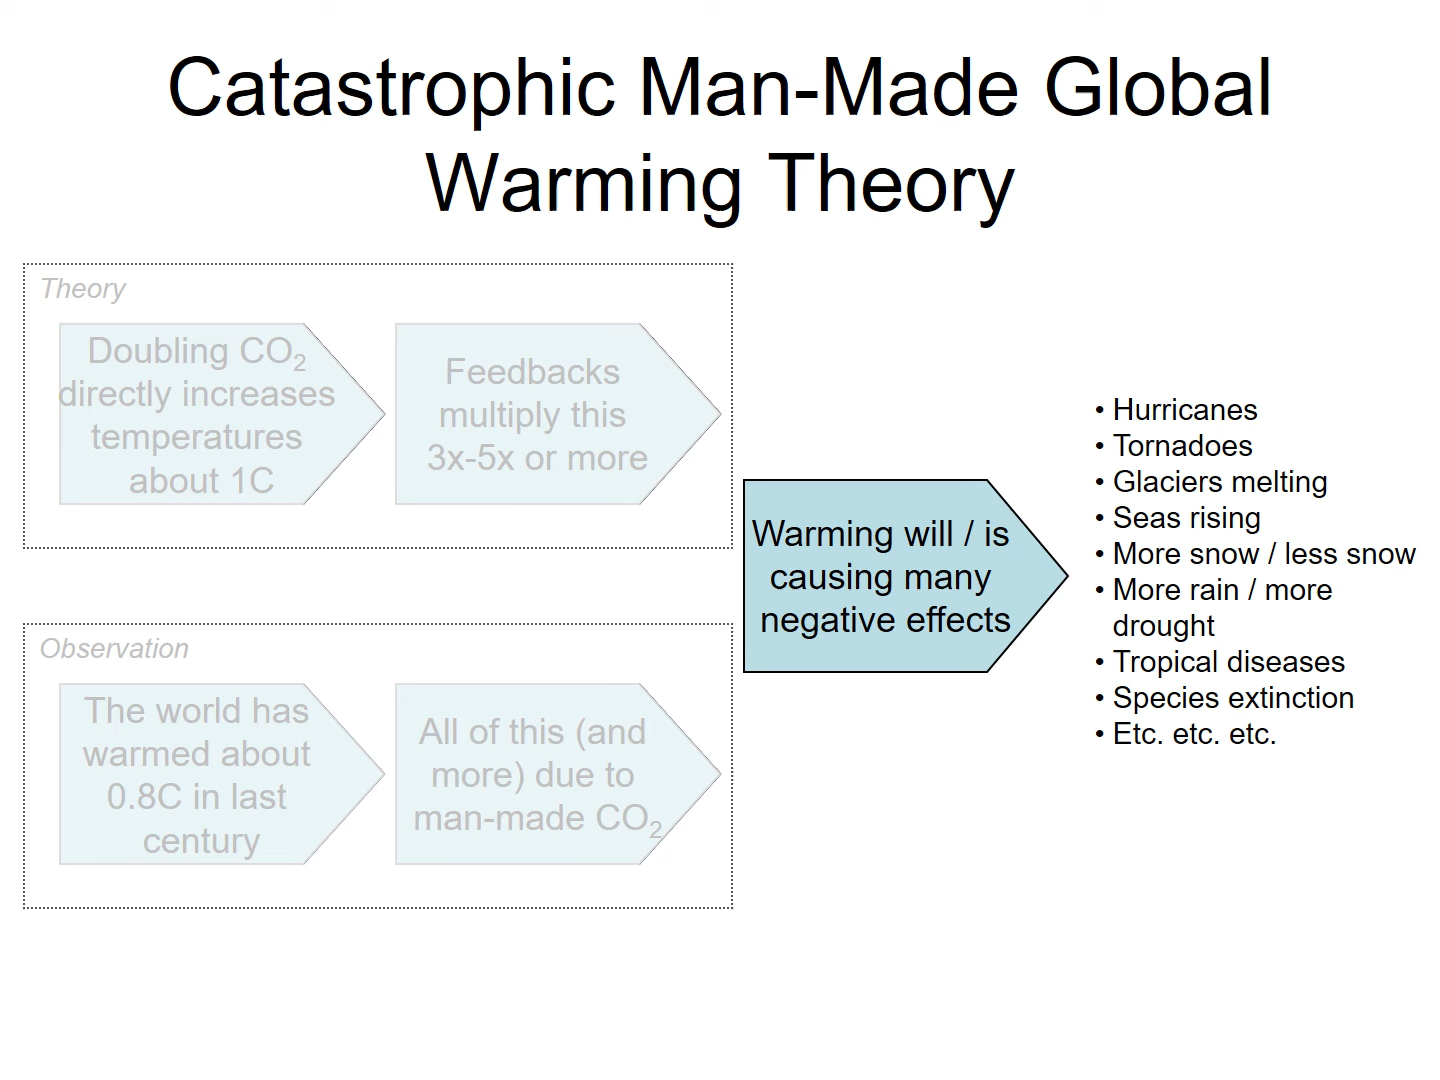 Catastrophic Man-Made Global
Warming Theory
Theory
Doubling CO₂
directly increases
temperatures
about 1C
Feedbacks
multiply this
3x-5x or more
Observation
The world has
warmed about
0.8C in last
century
All of this (and
more) due to
man-made CO₂
Warming will / is
causing many
negative effects
• Hurricanes
• Tornadoes
• Glaciers melting
• Seas rising
• More snow / less snow
• More rain / more
drought
• Tropical diseases
• Species extinction
• Etc. etc. etc.